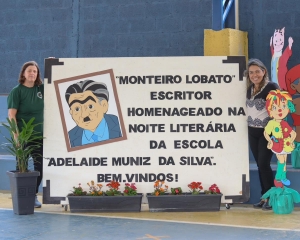 "MONTEIRO LOBATO"
ESCRITOR
HOMENAGEADO NA
NOITE LITERÁRIA
DA ESCOLA
ADELAIDE MUNIZ DA SILVA.
BEM.VINDOS!